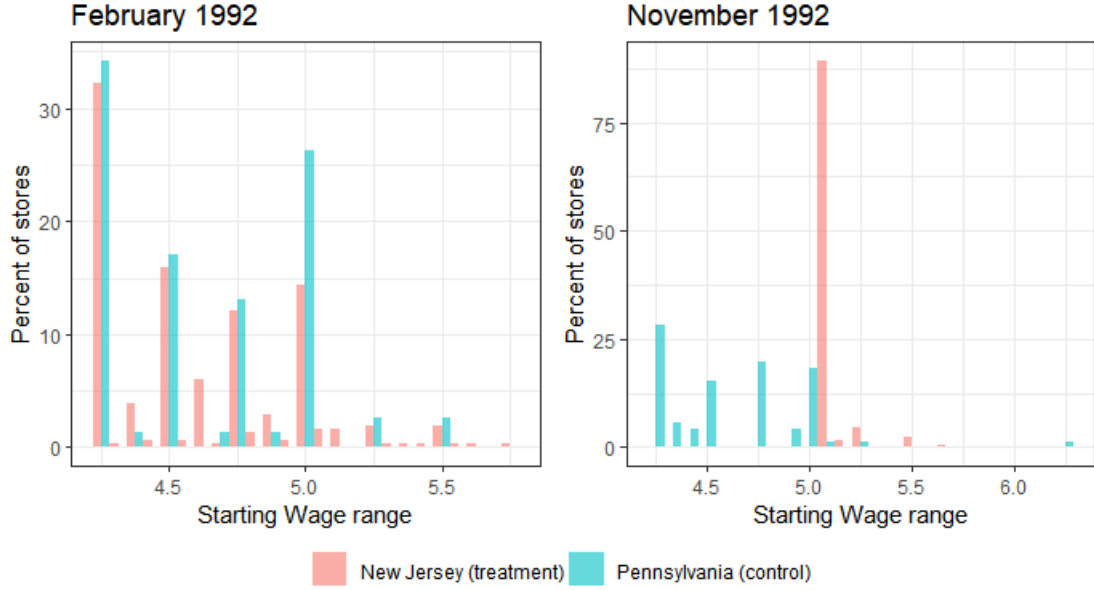 February 1992
November 1992
Percent of stores
30
20
10
0
4.5
5.0
5.5
Starting Wage range
Percent of stores
75
50
25
0
4.5
5.0
5.5
6.0
Starting Wage range
New Jersey (treatment)
Pennsylvania (control)